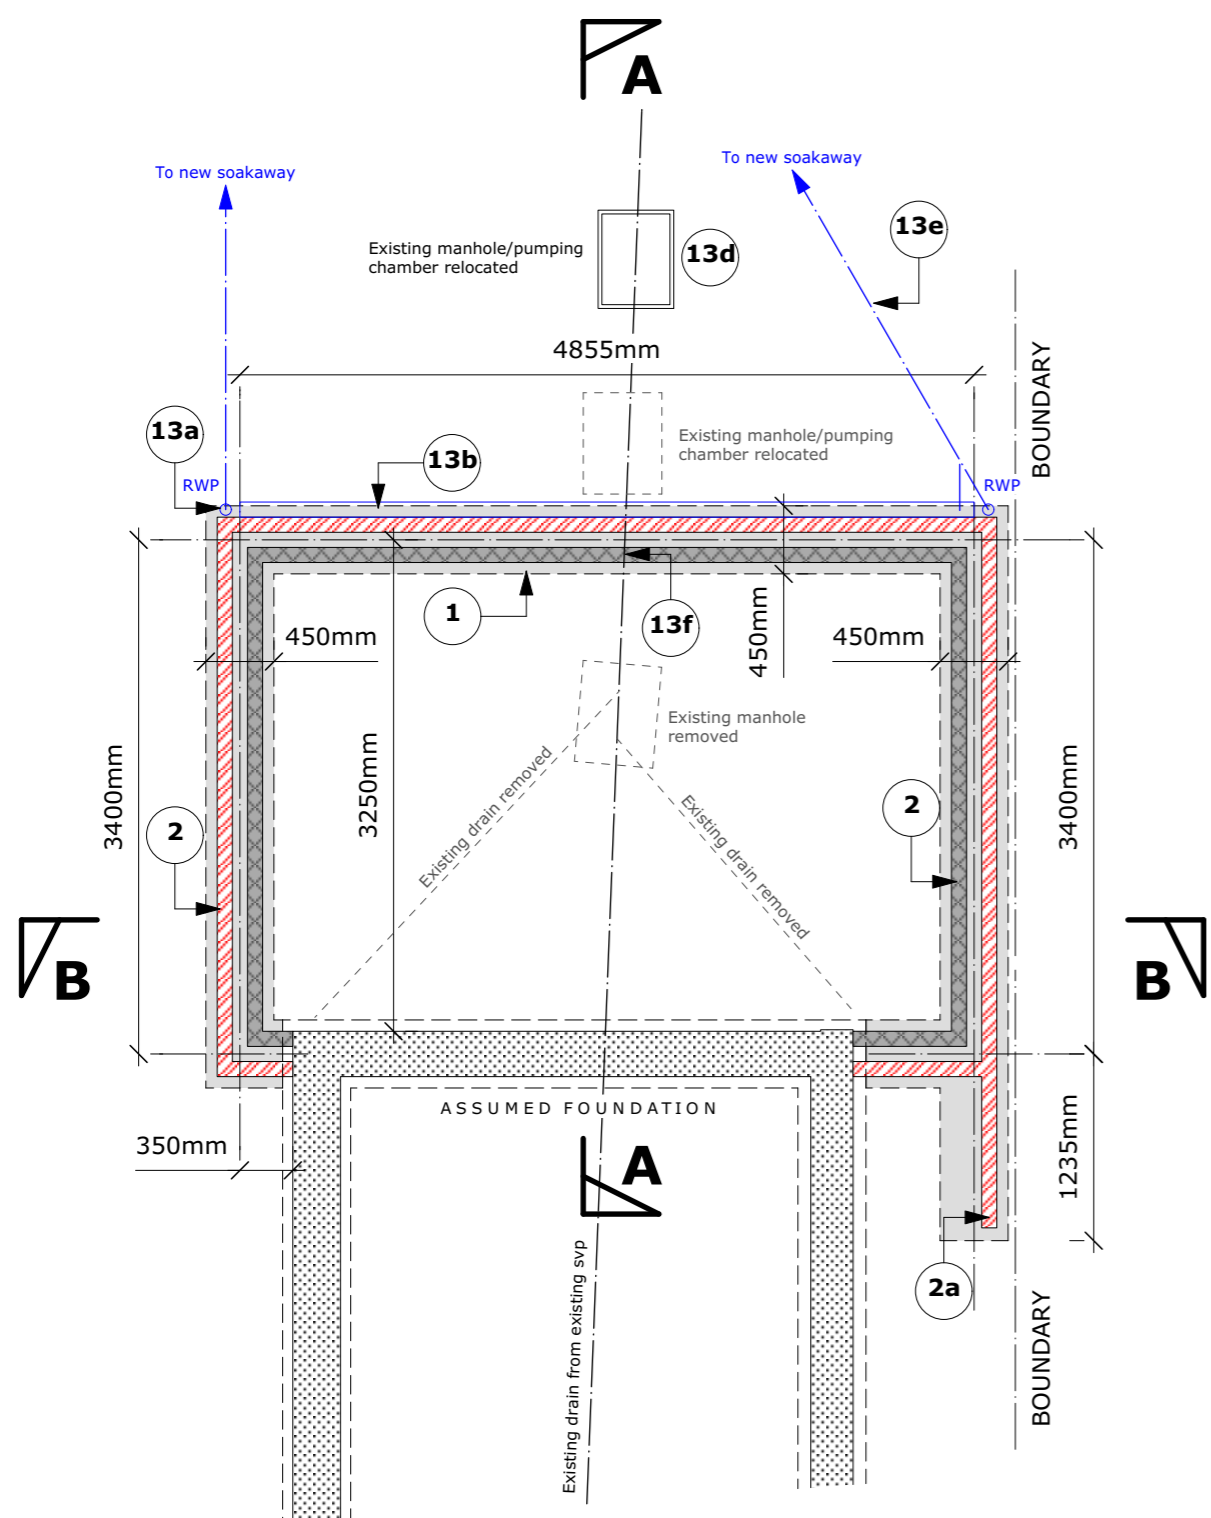 A
To new soakaway
To new soakaway
13e
Existing manhole/pumping
chamber relocated
13d
4855mm
BOUNDARY
13a
13b
Existing manhole/pumping
chamber relocated
RWP
RWP
1
13f
450mm
450mm
450mm
Existing manhole
removed
3400mm
3250mm
3400mm
Existing drain removed
Existing drain removed
2
2
B
B
ASSUMED FOUNDATION
350mm
A
1235mm
2a
Existing drain from existing svp
BOUNDARY